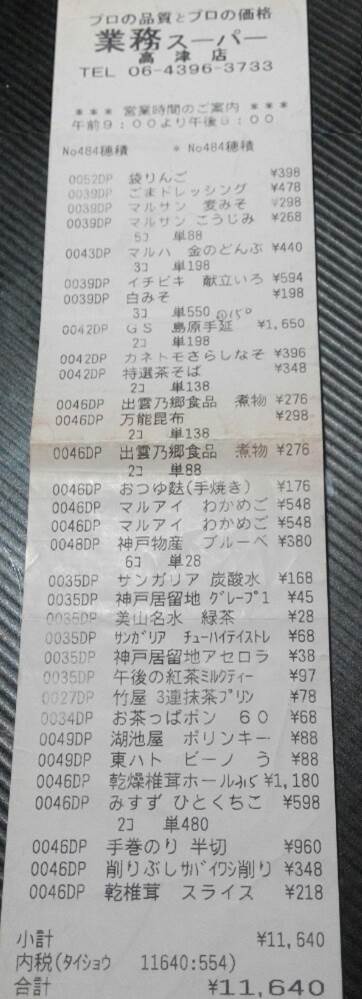 プロの品質とプロの価格
業務スーパー
高津店
TEL 06-4396-3733
*** 営業時間のご案内 ***
午前9:00より午後9:00
No484穂積 * No484穂積
0052DP 袋りんご ¥398
0039DP ごまドレッシング ¥478
0039DP マルサン 麦みそ ¥298
0039DP マルサン こうじみ ¥268
5コ 単88
0043DP マルハ 金のどんぶ ¥440
3コ 単198
0039DP イチビキ 献立いろ ¥594
0039DP 白みそ ¥198
3コ 単550
0042DP GS 島原手延 ¥1,650
2コ 単198
0042DP カネトモさらしなそ ¥396
0042DP 特選茶そば ¥348
2コ 単138
0046DP 出雲乃郷食品 煮物 ¥276
0046DP 万能昆布 ¥298
2コ 単138
0046DP 出雲乃郷食品 煮物 ¥276
2コ 単88
0046DP おつゆ麩(手焼き) ¥176
0046DP マルアイ わかめご ¥548
0046DP マルアイ わかめご ¥548
0048DP 神戸物産 ブルーベ ¥380
6コ 単28
0035DP サンガリア 炭酸水 ¥168
0035DP 神戸居留地 グレープ1 ¥45
0035DP 美山名水 緑茶 ¥28
0035DP サンガリア チューハイテイストレ ¥68
0035DP 神戸居留地アセロラ ¥38
0035DP 午後の紅茶ミルクティー ¥97
0027DP 竹屋 3連抹茶プリン ¥78
0034DP お茶っぱポン 60 ¥68
0049DP 湖池屋 ポリンキー ¥88
0049DP 東ハト ビーノ う ¥88
0046DP 乾燥椎茸ホール ¥1,180
0046DP みすず ひとくちこ ¥598
2コ 単480
0046DP 手巻のり 半切 ¥960
0046DP 削りぶしサバイワシ削り ¥348
0046DP 乾椎茸 スライス ¥218
小計 ¥11,640
内税(タイショウ 11640:554)
合計 ¥11,640